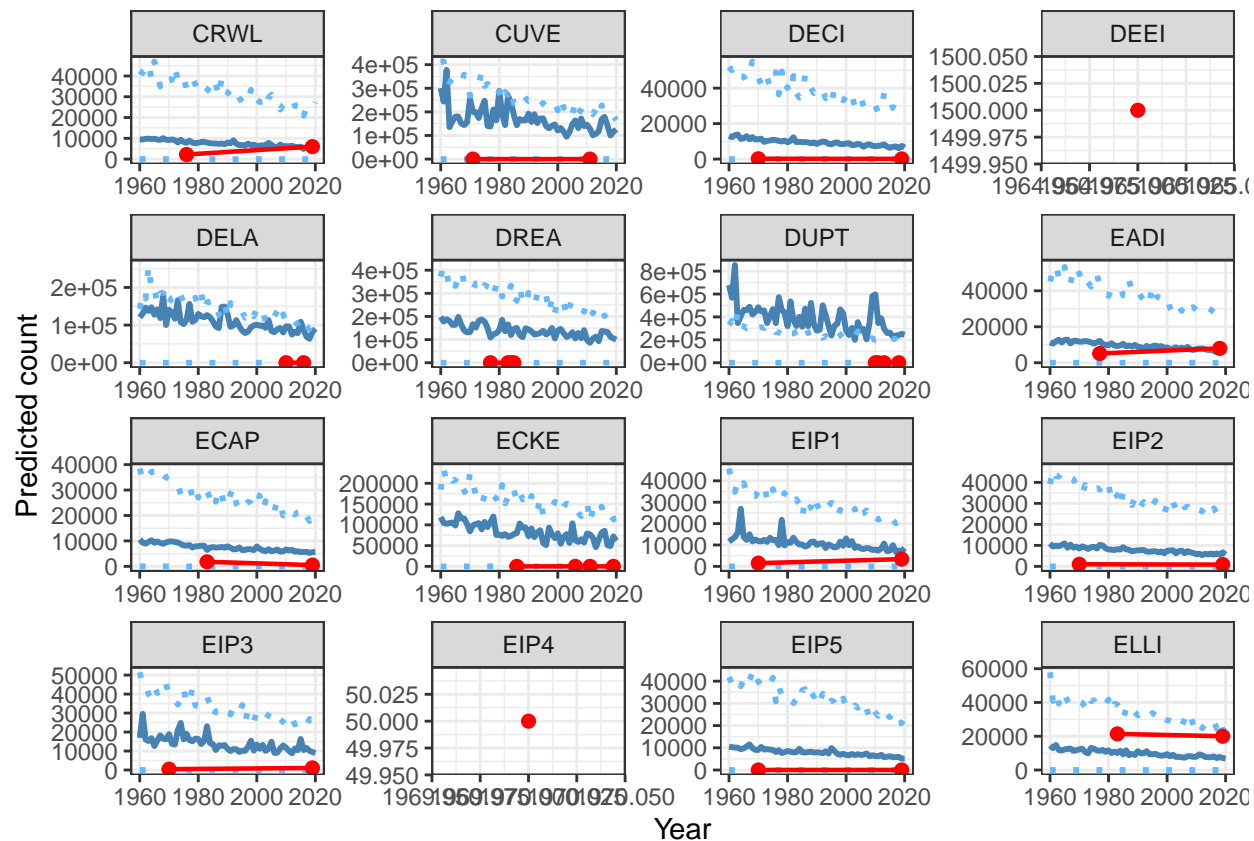 CRWL CUVE DECI DEEI
40000
30000
20000
10000
0
1960 1980 2000 2020
4e+05
3e+05
2e+05
1e+05
0e+00
1960 1980 2000 2020
40000
20000
0
1960 1980 2000 2020
1500.050
1500.025
1500.000
1499.975
1499.950
DELA DREA DUPT EADI
2e+05
1e+05
0e+00
1960 1980 2000 2020
4e+05
3e+05
2e+05
1e+05
0e+00
1960 1980 2000 2020
8e+05
6e+05
4e+05
2e+05
0e+00
1960 1980 2000 2020
40000
20000
0
1960 1980 2000 2020
Predicted count
ECAP ECKE EIP1 EIP2
40000
30000
20000
10000
0
1960 1980 2000 2020
200000
150000
100000
50000
0
1960 1980 2000 2020
40000
30000
20000
10000
0
1960 1980 2000 2020
40000
30000
20000
10000
0
1960 1980 2000 2020
EIP3 EIP4 EIP5 ELLI
50000
40000
30000
20000
10000
0
1960 1980 2000 2020
50.025
50.000
49.975
49.950
40000
30000
20000
10000
0
1960 1980 2000 2020
60000
40000
20000
0
1960 1980 2000 2020
Year